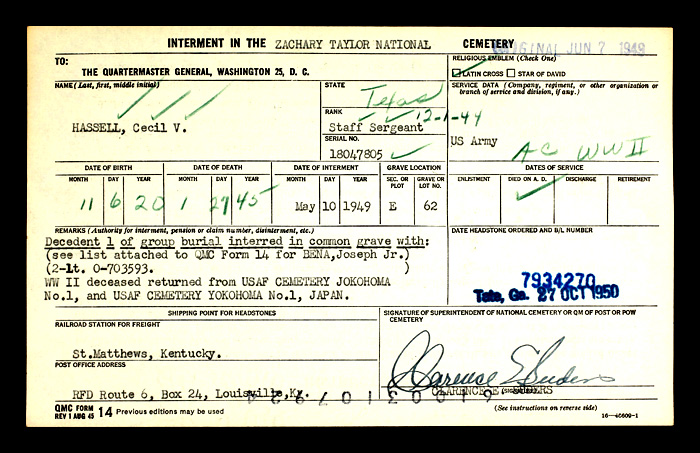 INTERMENT IN THE ZACHARY TAYLOR NATIONAL CEMETERY
ORIGINAL JUN 7 1949
TO:
THE QUARTERMASTER GENERAL, WASHINGTON 25, D. C.
RELIGIOUS EMBLEM (Check One)
LATIN CROSS STAR OF DAVID
NAME (Last, first, middle initial)
HASSELL, Cecil V.
STATE
Texas
RANK
12-1-44
Staff Sergeant
SERIAL NO.
18047805
SERVICE DATA (Company, regiment, or other organization or
branch of service and division, if any.)
US Army
AC WW II
DATE OF BIRTH
MONTH DAY YEAR
11 6 20
DATE OF DEATH
MONTH DAY YEAR
1 27 45
DATE OF INTERMENT
MONTH DAY YEAR
May 10 1949
GRAVE LOCATION
SEC. OR PLOT
GRAVE OR LOT NO.
E 62
DATES OF SERVICE
ENLISTMENT DIED ON A. D. DISCHARGE RETIREMENT
REMARKS (Authority for interment, pension or claim number, disinterment, etc.)
Decedent 1 of group burial interred in common grave with:
(see list attached to QMC Form 14 for BENA,Joseph Jr.)
(2-lt. O-703593. )
WW II deceased returned from USAF CEMETERY JOKOHOMA
No.1, and USAF CEMETERY YOKOHOMA No.1, JAPAN.
DATE HEADSTONE ORDERED AND B/L NUMBER
7934270
Tate, Ga. 27 OCT 1950
SHIPPING POINT FOR HEADSTONES
RAILROAD STATION FOR FREIGHT
St.Matthews, Kentucky.
POST OFFICE ADDRESS
RFD Route 6, Box 24, Louisville,Ky.
SIGNATURE OF SUPERINTENDENT OF NATIONAL CEMETERY OR QM OF POST OR POW
CEMETERY
QMC FORM
REV 1 AUG 45 14 Previous editions may be used
(See instructions on reverse side)
16—46609-1